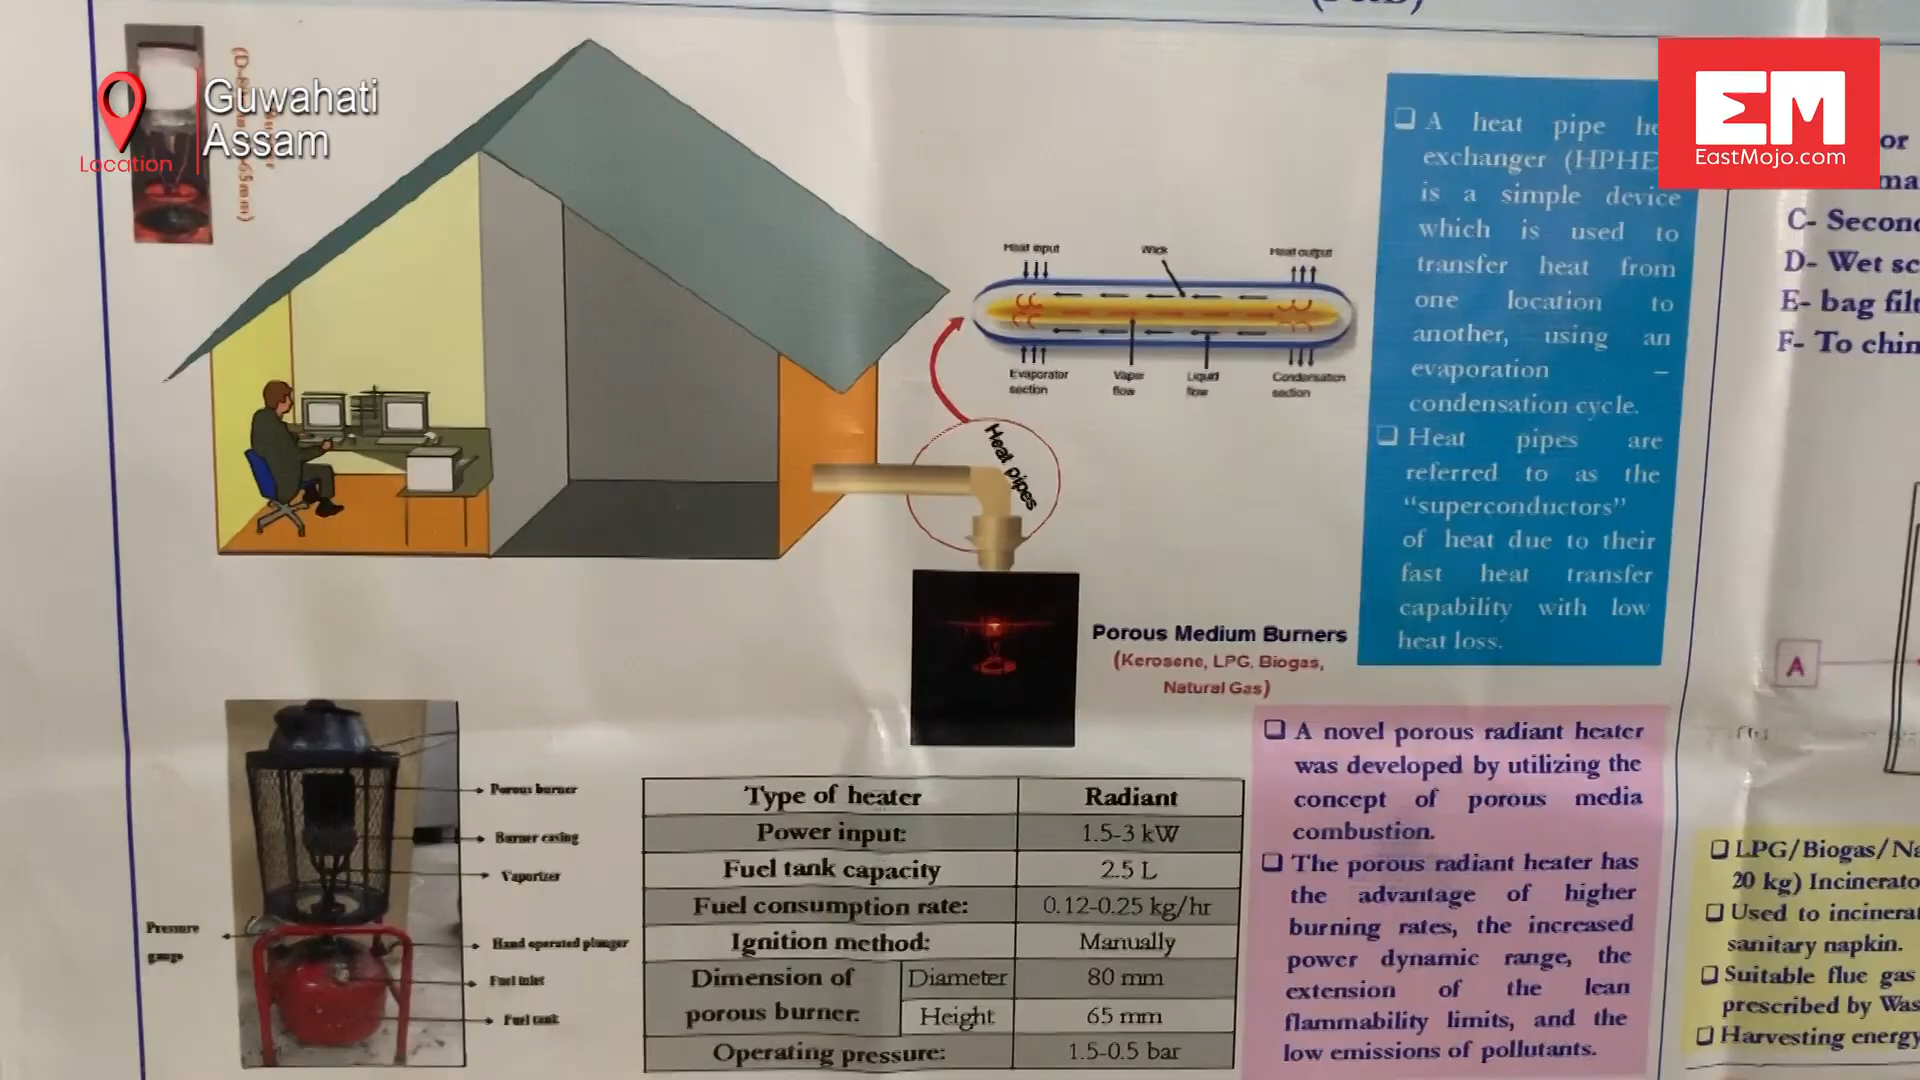 Guwahati
Assam
Location
EM
EastMojo.com
Heat input
Wick
Heat output
Evaporator
section
Vapor
flow
Liquid
flow
Condensation
section
Heat pipes
Porous Medium Burners
(Kerosene, LPG, Biogas,
Natural Gas)
❑ A heat pipe
exchanger (HPHE
is a simple device
which is used to
transfer heat from
one location to
another, using an
evaporation –
condensation cycle.
❑ Heat pipes are
referred to as the
“superconductors”
of heat due to their
fast heat transfer
capability with low
heat loss.
Porous burner
Burner casing
Vaporizer
Pressure
gauge
Hand operated plunger
Fuel inlet
Fuel tank
Type of heater Radiant
Power input: 1.5-3 kW
Fuel tank capacity 2.5 L
Fuel consumption rate: 0.12-0.25 kg/hr
Ignition method: Manually
Dimension of
porous burner:
Diameter 80 mm
Height 65 mm
Operating pressure: 1.5-0.5 bar
❑ A novel porous radiant heater
was developed by utilizing the
concept of porous media
combustion.
❑ The porous radiant heater has
the advantage of higher
burning rates, the increased
power dynamic range, the
extension of the lean
flammability limits, and the
low emissions of pollutants.
or
C- Second
D- Wet sc
E- bag filt
F- To chim
A
❑ LPG/Biogas/Na
20 kg) Incinerato
❑ Used to incinerat
sanitary napkin.
❑ Suitable flue gas
prescribed by Was
❑ Harvesting energy